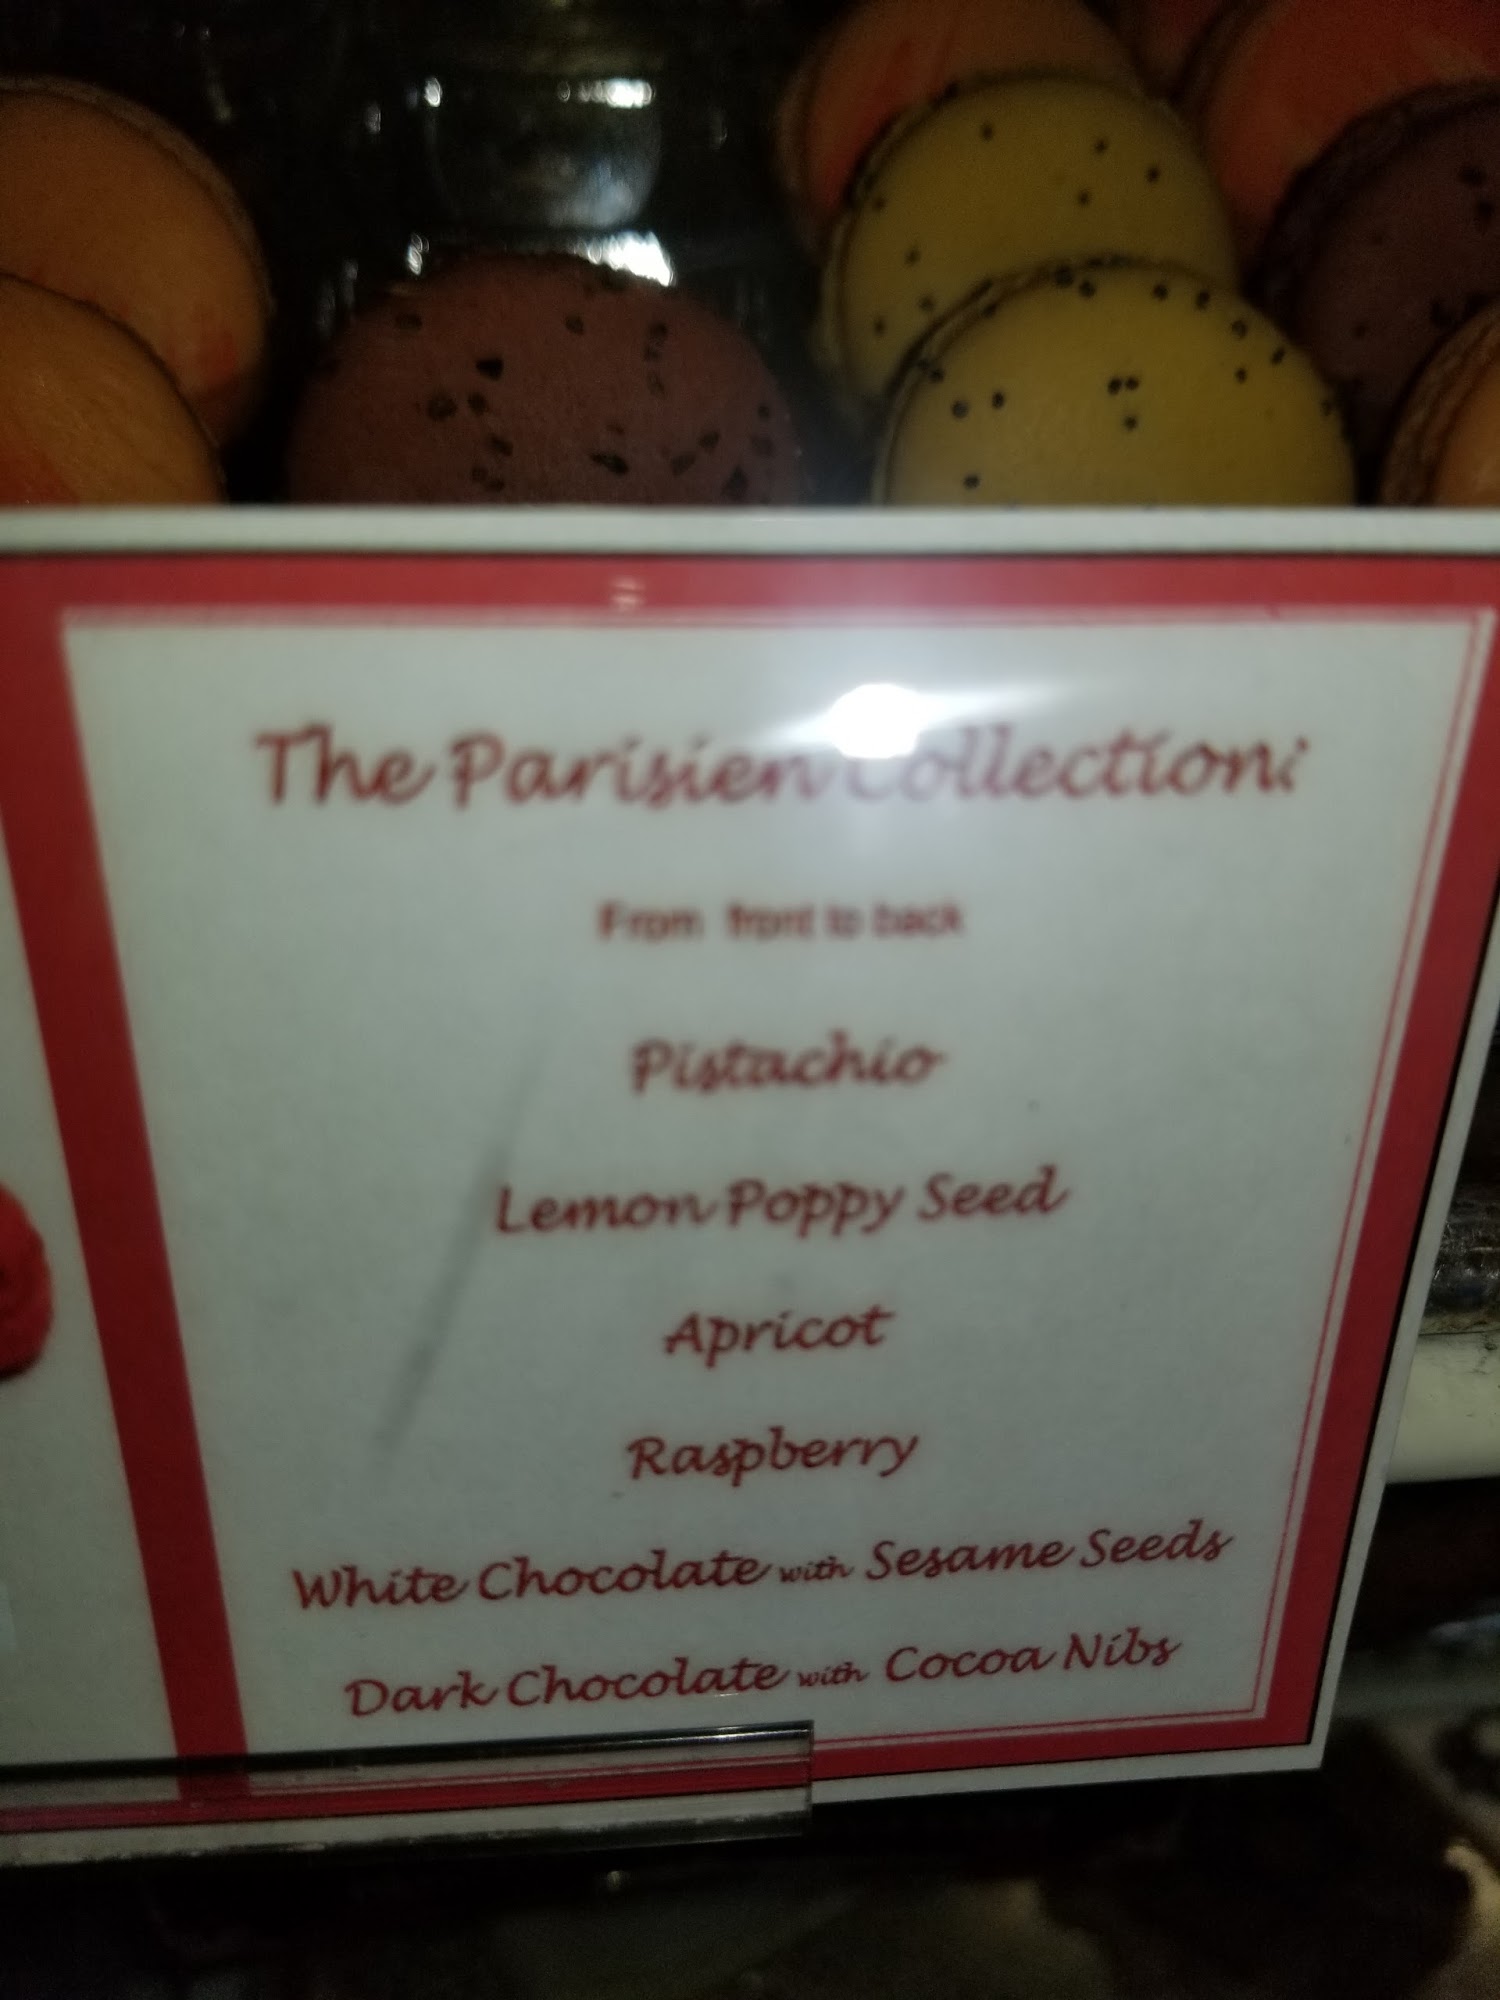 The Parisien Collection:
From front to back
Pistachio
Lemon Poppy Seed
Apricot
Raspberry
White Chocolate with Sesame Seeds
Dark Chocolate with Cocoa Nibs